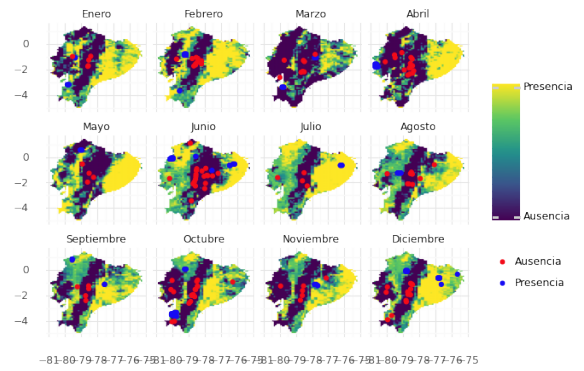 Enero Febrero Marzo Abril
0
−2
−4
Presencia
Ausencia
Mayo Junio Julio Agosto
0
−2
−4
Septiembre Octubre Noviembre Diciembre
0
−2
−4
Ausencia
Presencia
−81−80−79−78−77−76−75 −81−80−79−78−77−76−75 −81−80−79−78−77−76−75 −81−80−79−78−77−76−75